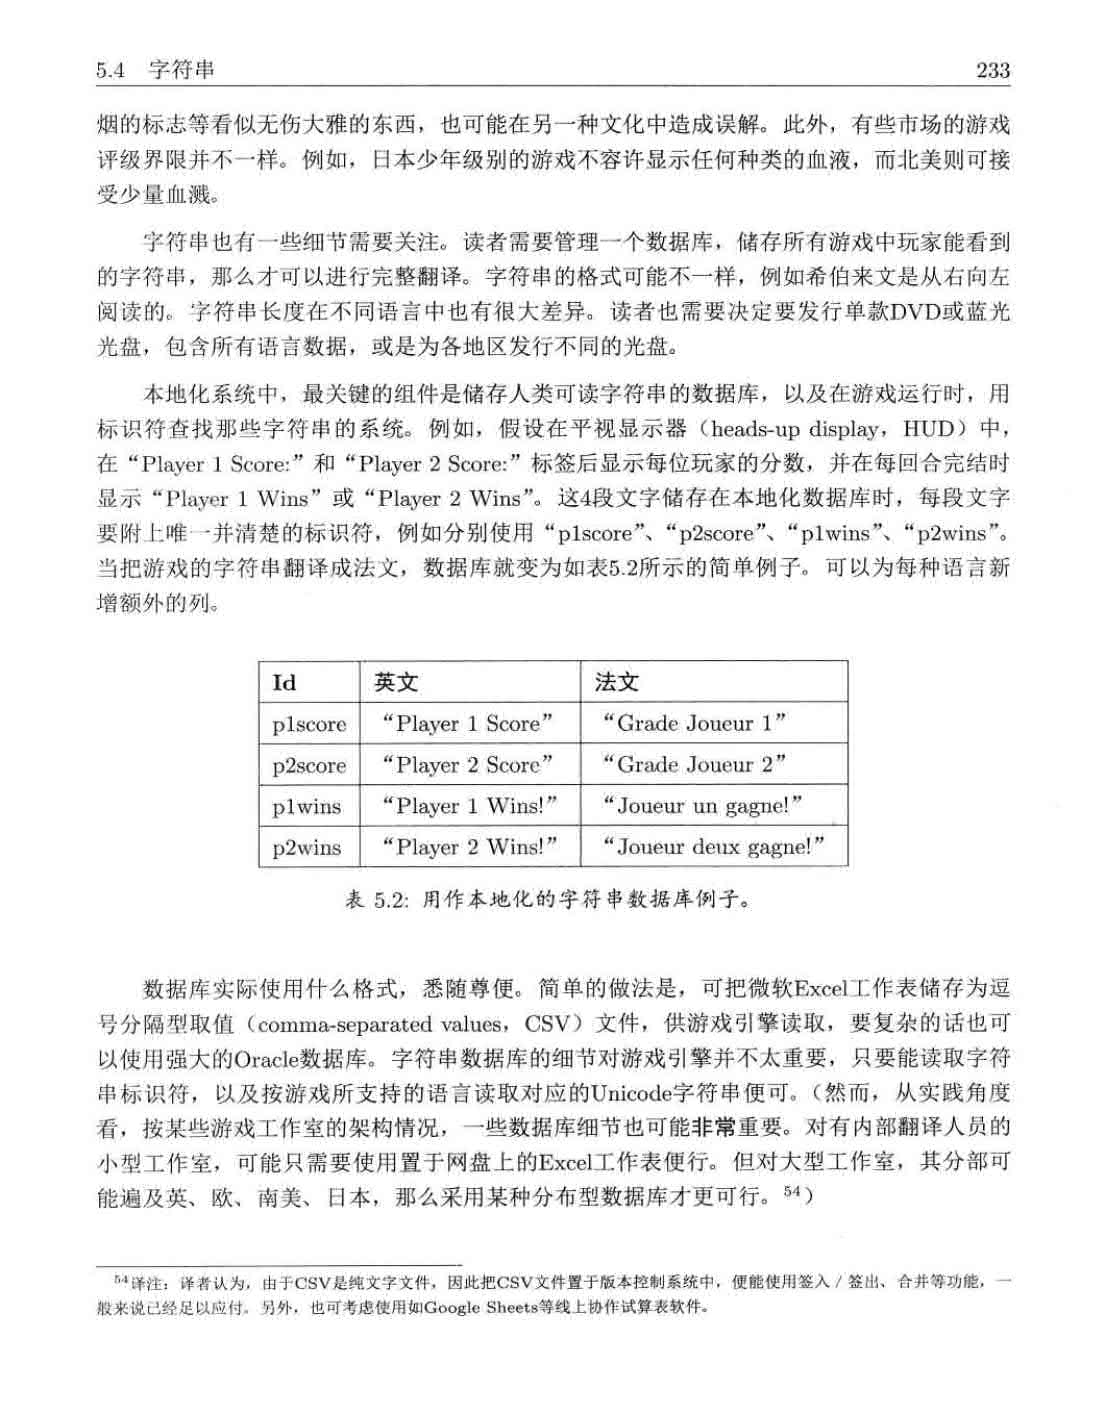 5.4 字符串 233
烟的标志等看似无伤大雅的东西，也可能在另一种文化中造成误解。此外，有些市场的游戏
评级界限并不一样。例如，日本少年级别的游戏不容许显示任何种类的血液，而北美则可接
受少量血溅。
字符串也有一些细节需要关注。读者需要管理一个数据库，储存所有游戏中玩家能看到
的字符串，那么才可以进行完整翻译。字符串的格式可能不一样，例如希伯来文是从右向左
阅读的。字符串长度在不同语言中也有很大差异。读者也需要决定要发行单款DVD或蓝光
光盘，包含所有语言数据，或是为各地区发行不同的光盘。
本地化系统中，最关键的组件是储存人类可读字符串的数据库，以及在游戏运行时，用
标识符查找那些字符串的系统。例如，假设在平视显示器（heads-up display，HUD）中，
在“Player 1 Score:”和“Player 2 Score:”标签后显示每位玩家的分数，并在每回合完结时
显示“Player 1 Wins”或“Player 2 Wins”。这4段文字储存在本地化数据库时，每段文字
要附上唯一并清楚的标识符，例如分别使用“p1score”、“p2score”、“p1wins”、“p2wins”。
当把游戏的字符串翻译成法文，数据库就变为如表5.2所示的简单例子。可以为每种语言新
增额外的列。
Id 英文 法文
p1score “Player 1 Score” “Grade Joueur 1”
p2score “Player 2 Score” “Grade Joueur 2”
p1wins “Player 1 Wins!” “Joueur un gagne!”
p2wins “Player 2 Wins!” “Joueur deux gagne!”
表 5.2: 用作本地化的字符串数据库例子。
数据库实际使用什么格式，悉随尊便。简单的做法是，可把微软Excel工作表储存为逗
号分隔型取值（comma-separated values，CSV）文件，供游戏引擎读取，要复杂的话也可
以使用强大的Oracle数据库。字符串数据库的细节对游戏引擎并不太重要，只要能读取字符
串标识符，以及按游戏所支持的语言读取对应的Unicode字符串便可。（然而，从实践角度
看，按某些游戏工作室的架构情况，一些数据库细节也可能非常重要。对有内部翻译人员的
小型工作室，可能只需要使用置于网盘上的Excel工作表便行。但对大型工作室，其分部可
能遍及英、欧、南美、日本，那么采用某种分布型数据库才更可行。54）
54译注：译者认为，由于CSV是纯文字文件，因此把CSV文件置于版本控制系统中，便能使用签入／签出、合并等功能，一
般来说已经足以应付。另外，也可考虑使用如Google Sheets等线上协作试算表软件。